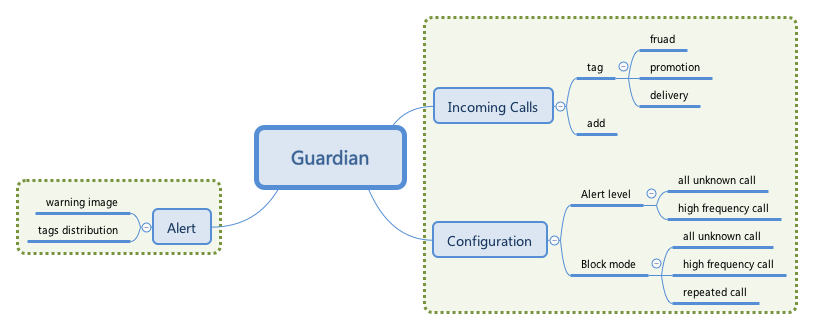 Guardian
Incoming Calls
tag
fruad
promotion
delivery
add
Configuration
Alert level
all unknown call
high frequency call
Block mode
all unknown call
high frequency call
repeated call
Alert
warning image
tags distribution